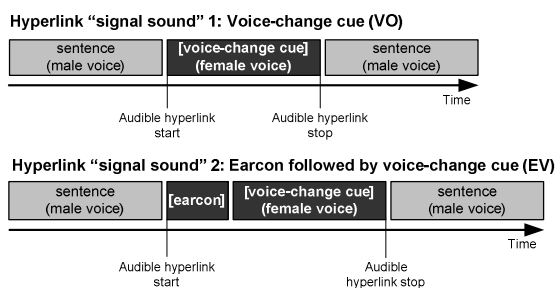 Hyperlink “signal sound” 1: Voice-change cue (VO)
sentence
(male voice)
[voice-change cue]
(female voice)
sentence
(male voice)
Time
Audible hyperlink
start
Audible hyperlink
stop
Hyperlink “signal sound” 2: Earcon followed by voice-change cue (EV)
sentence
(male voice)
[earcon]
[voice-change cue]
(female voice)
sentence
(male voice)
Time
Audible hyperlink
start
Audible
hyperlink stop